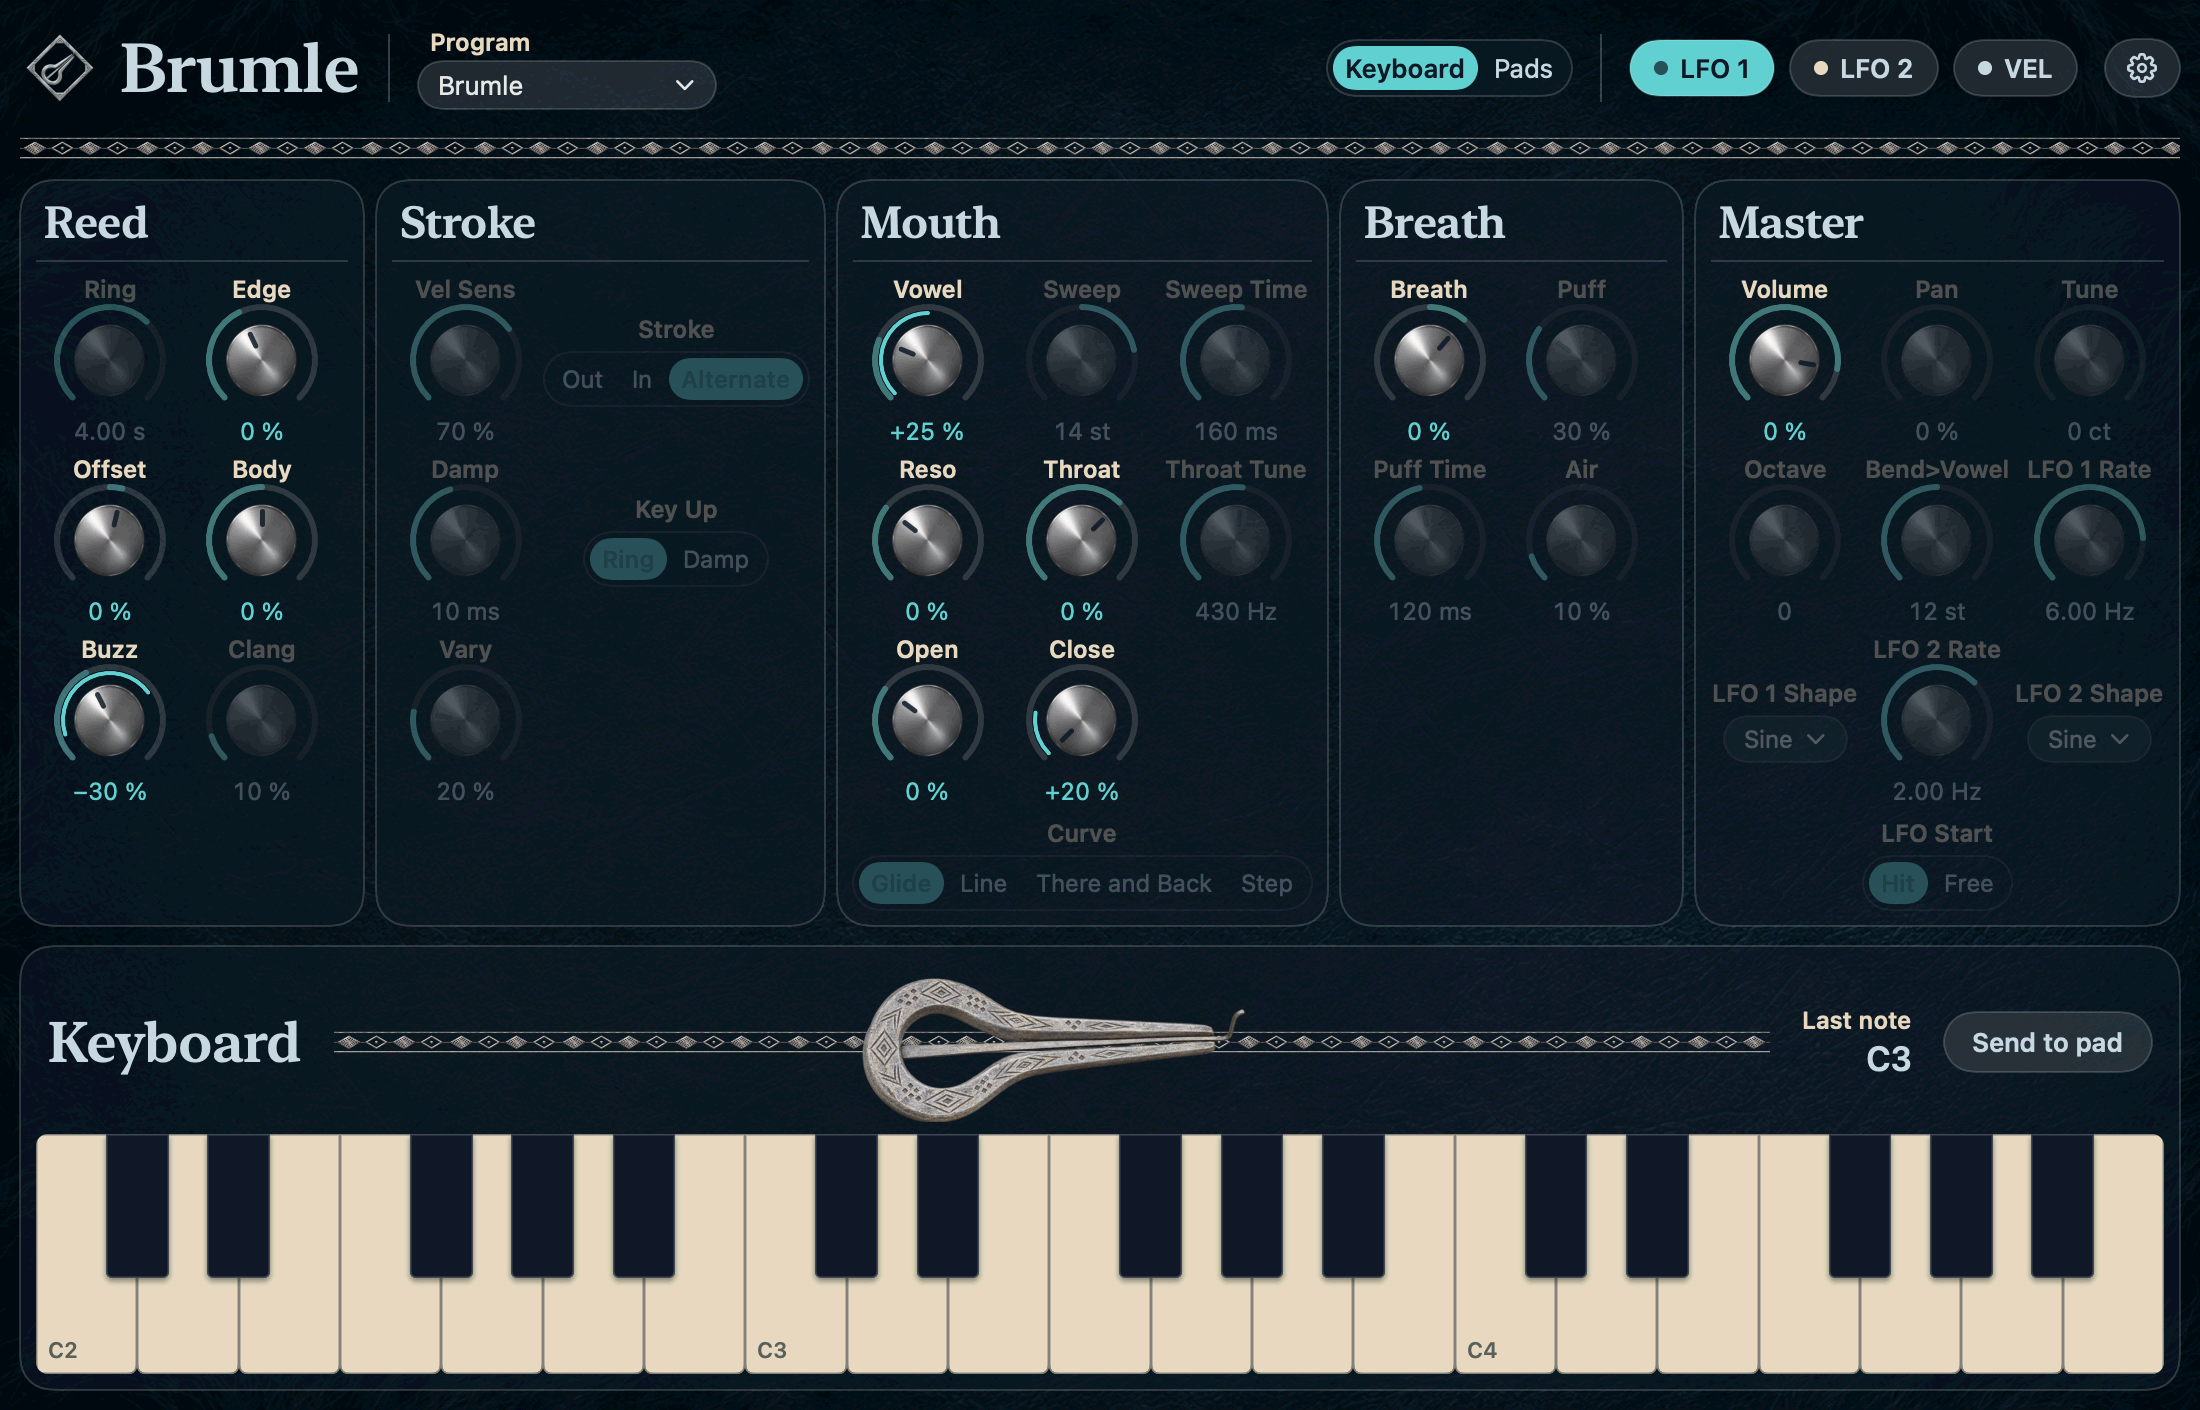 Brumle
Program
Brumle
Keyboard Pads
LFO 1
LFO 2
VEL
Reed
Ring
Edge
4.00 s
0 %
Offset
Body
0 %
0 %
Buzz
Clang
−30 %
10 %
Stroke
Vel Sens
Stroke
Out In Alternate
70 %
Damp
Key Up
Ring Damp
10 ms
Vary
20 %
Mouth
Vowel
Sweep
Sweep Time
+25 %
14 st
160 ms
Reso
Throat
Throat Tune
0 %
0 %
430 Hz
Open
Close
0 %
+20 %
Curve
Glide Line There and Back Step
Breath
Breath
Puff
0 %
30 %
Puff Time
Air
120 ms
10 %
Master
Volume
Pan
Tune
0 %
0 %
0 ct
Octave
Bend>Vowel
LFO 1 Rate
0
12 st
6.00 Hz
LFO 2 Rate
LFO 1 Shape
LFO 2 Shape
Sine
Sine
2.00 Hz
LFO Start
Hit Free
Keyboard
Last note
C3
Send to pad
C2
C3
C4